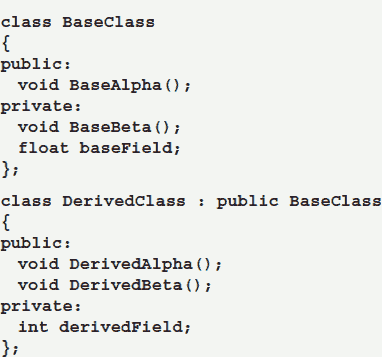 class BaseClass
{
public:
  void BaseAlpha();
private:
  void BaseBeta();
  float baseField;
};
class DerivedClass : public BaseClass
{
public:
  void DerivedAlpha();
  void DerivedBeta();
private:
  int derivedField;
};